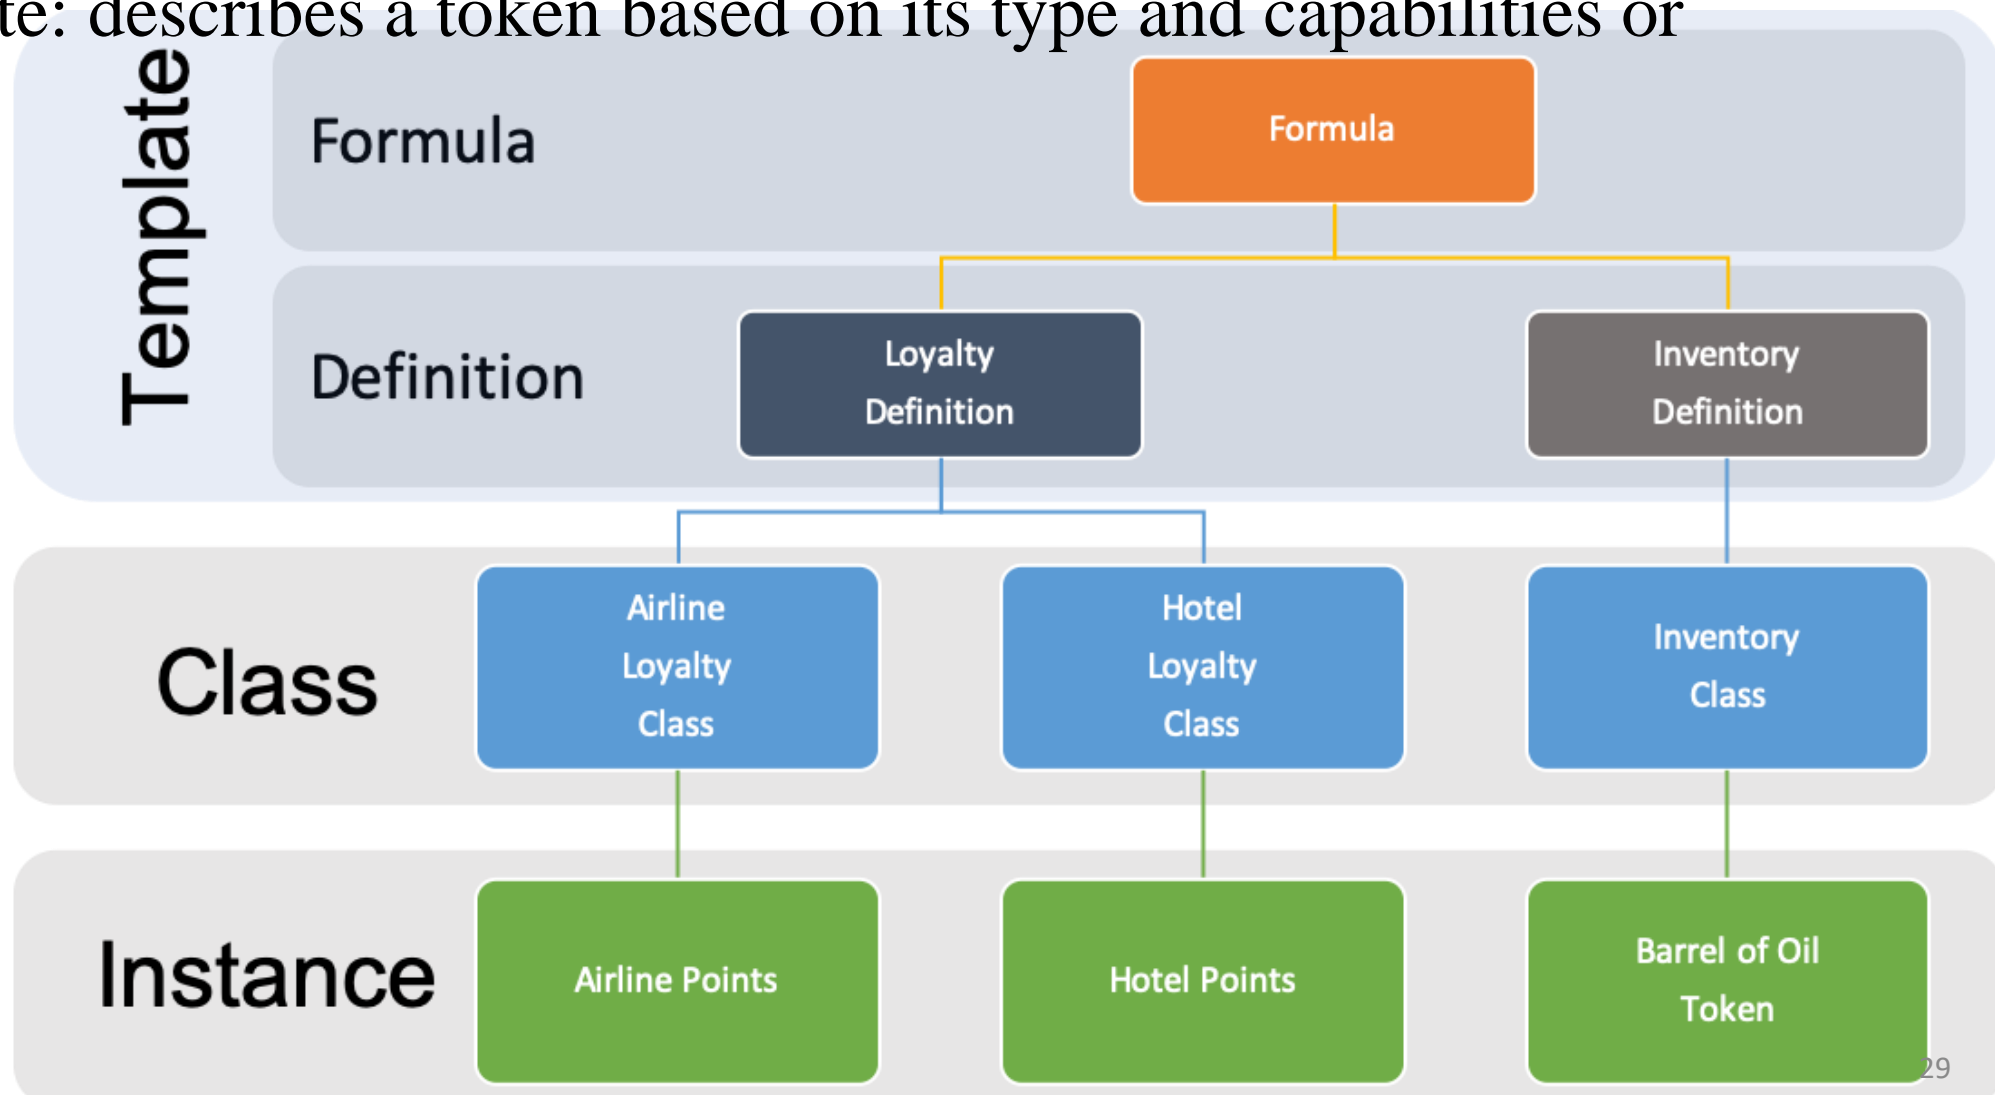 te: describes a token based on its type and capabilities or
Template
Formula
Formula
Definition
Loyalty
Definition
Inventory
Definition
Class
Airline
Loyalty
Class
Hotel
Loyalty
Class
Inventory
Class
Instance
Airline Points
Hotel Points
Barrel of Oil
Token
29